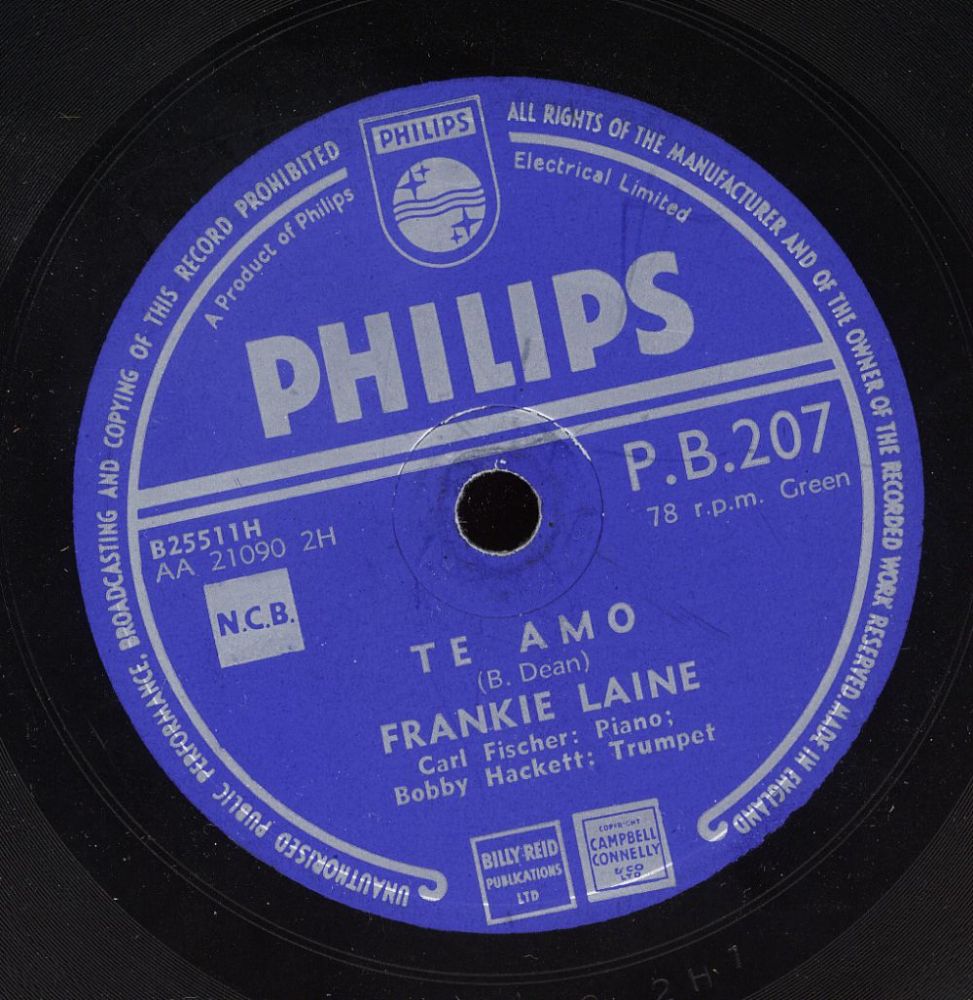 PHILIPS
ALL RIGHTS OF THE MANUFACTURER AND OF THE OWNER OF THE RECORDED WORK RESERVED. MADE IN ENGLAND
UNAUTHORISED PUBLIC PERFORMANCE, BROADCASTING AND COPYING OF THIS RECORD PROHIBITED
A Product of Philips
Electrical Limited
PHILIPS
P.B.207
78 r.p.m. Green
B25511H
AA 21090 2H
N.C.B.
TE AMO
(B. Dean)
FRANKIE LAINE
Carl Fischer: Piano;
Bobby Hackett: Trumpet
BILLY REID
PUBLICATIONS
LTD
COPYRIGHT
CAMPBELL
CONNELLY
& CO
LTD
2H1